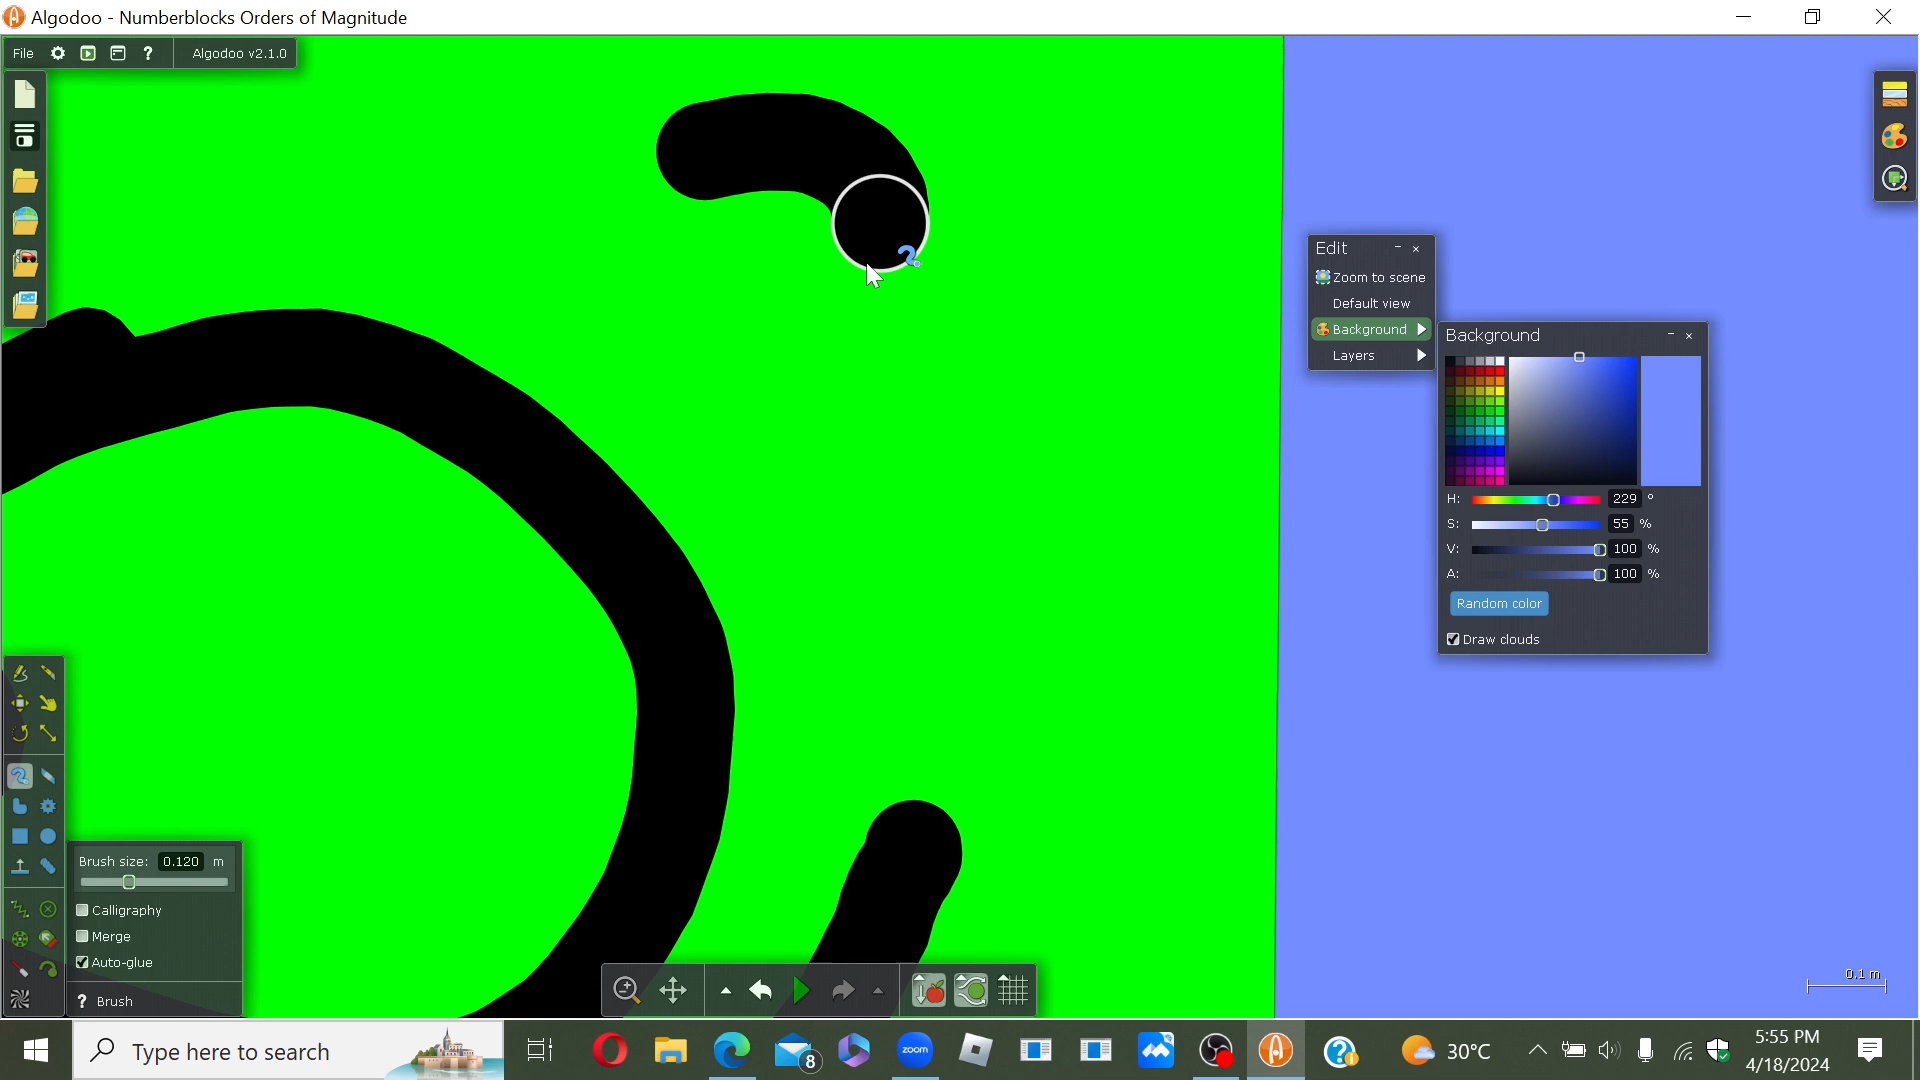 Algodoo - Numberblocks Orders of Magnitude
File
?
Algodoo v2.1.0
Edit
Zoom to scene
Default view
Background
Layers
Background
H: 229 °
S: 55 %
V: 100 %
A: 100 %
Random color
Draw clouds
Brush size: 0.120 m
Calligraphy
Merge
Auto-glue
? Brush
0.1 m
Type here to search
8
zoom
30°C
5:55 PM
4/18/2024